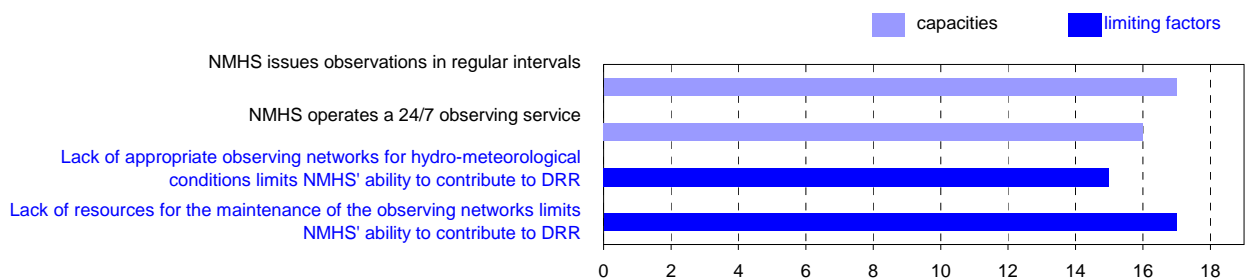 capacities
limiting factors
NMHS issues observations in regular intervals
NMHS operates a 24/7 observing service
Lack of appropriate observing networks for hydro-meteorological
conditions limits NMHS' ability to contribute to DRR
Lack of resources for the maintenance of the observing networks limits
NMHS' ability to contribute to DRR
0 2 4 6 8 10 12 14 16 18